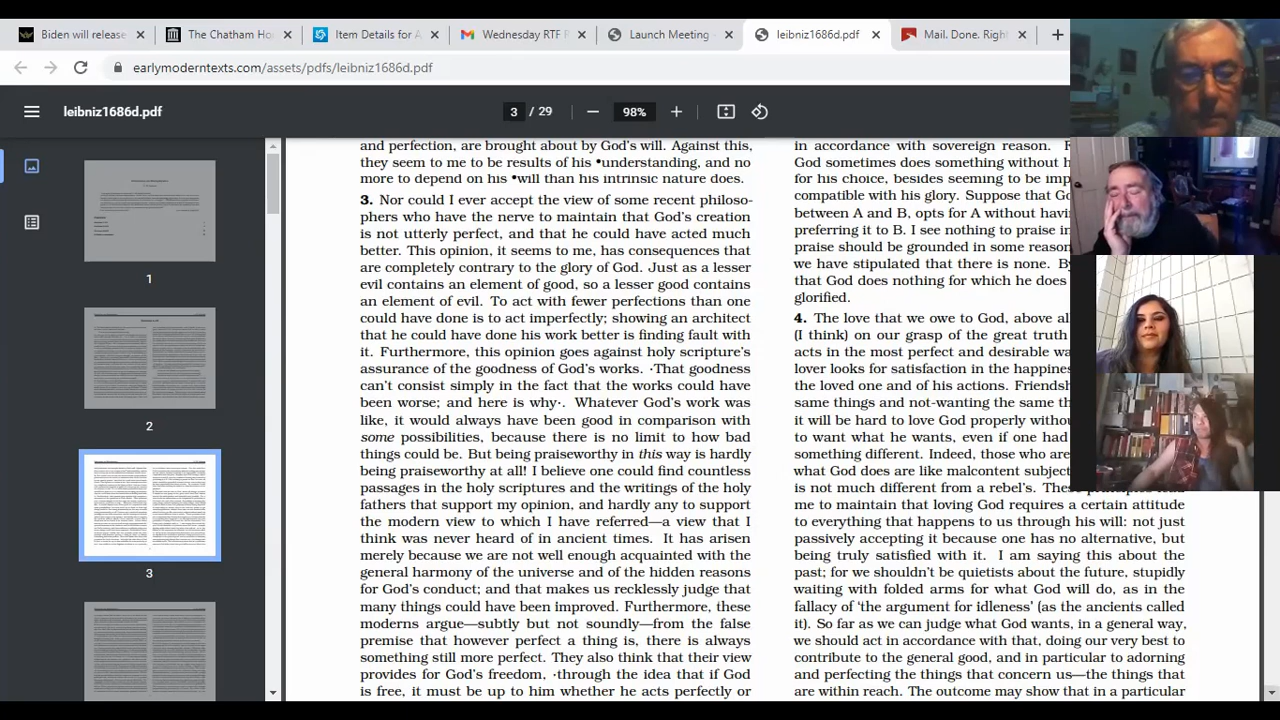 Biden will release
The Chatham Ho
Item Details for A
Wednesday RTF R
Launch Meeting -
leibniz1686d.pdf
Mail. Done. Righ
earlymoderntexts.com/assets/pdfs/leibniz1686d.pdf
leibniz1686d.pdf
3 / 29
98%
1
2
3
and perfection, are brought about by God's will. Against this,
they seem to me to be results of his •understanding, and no
more to depend on his •will than his intrinsic nature does.
3. Nor could I ever accept the view of some recent philoso-
phers who have the nerve to maintain that God's creation
is not utterly perfect, and that he could have acted much
better. This opinion, it seems to me, has consequences that
are completely contrary to the glory of God. Just as a lesser
evil contains an element of good, so a lesser good contains
an element of evil. To act with fewer perfections than one
could have done is to act imperfectly; showing an architect
that he could have done his work better is finding fault with
it. Furthermore, this opinion goes against holy scripture's
assurance of the goodness of God's works. ·That goodness
can't consist simply in the fact that the works could have
been worse; and here is why·. Whatever God's work was
like, it would always have been good in comparison with
some possibilities, because there is no limit to how bad
things could be. But being praiseworthy in this way is hardly
being praiseworthy at all! I believe one could find countless
passages in the holy scriptures and the writings of the holy
fathers that support my opinion, and hardly any to support
the modern view to which I have referred—a view that I
think was never heard of in ancient times. It has arisen
merely because we are not well enough acquainted with the
general harmony of the universe and of the hidden reasons
for God's conduct; and that makes us recklessly judge that
many things could have been improved. Furthermore, these
moderns argue—subtly but not soundly—from the false
premise that however perfect a thing is, there is always
something still more perfect. They also think that their view
provides for God's freedom, ·through the idea that if God
is free, it must be up to him whether he acts perfectly or
in accordance with sovereign reason.
God sometimes does something without
for his choice, besides seeming to be imp
compatible with his glory. Suppose that Go
between A and B, opts for A without havi
preferring it to B. I see nothing to praise in
praise should be grounded in some reason
we have stipulated that there is none. By
that God does nothing for which he does
glorified.
4. The love that we owe to God, above al
(I think) on our grasp of the great truth
acts in the most perfect and desirable wa
lover looks for satisfaction in the happines
the loved one and of his actions. Friendsh
same things and not-wanting the same th
it will be hard to love God properly withou
to want what he wants, even if one had
something different. Indeed, those who are
what God does are like malcontent subject
is not much different from a rebel's.
me to maintain that loving God requires a certain attitude
to everything that happens to us through his will: not just
passively accepting it because one has no alternative, but
being truly satisfied with it. I am saying this about the
past; for we shouldn't be quietists about the future, stupidly
waiting with folded arms for what God will do, as in the
fallacy of 'the argument for idleness' (as the ancients called
it). So far as we can judge what God wants, in a general way,
we should act in accordance with that, doing our very best to
contribute to the general good, and in particular to adorning
and perfecting the things that concern us—the things that
are within reach. The outcome may show that in a particular